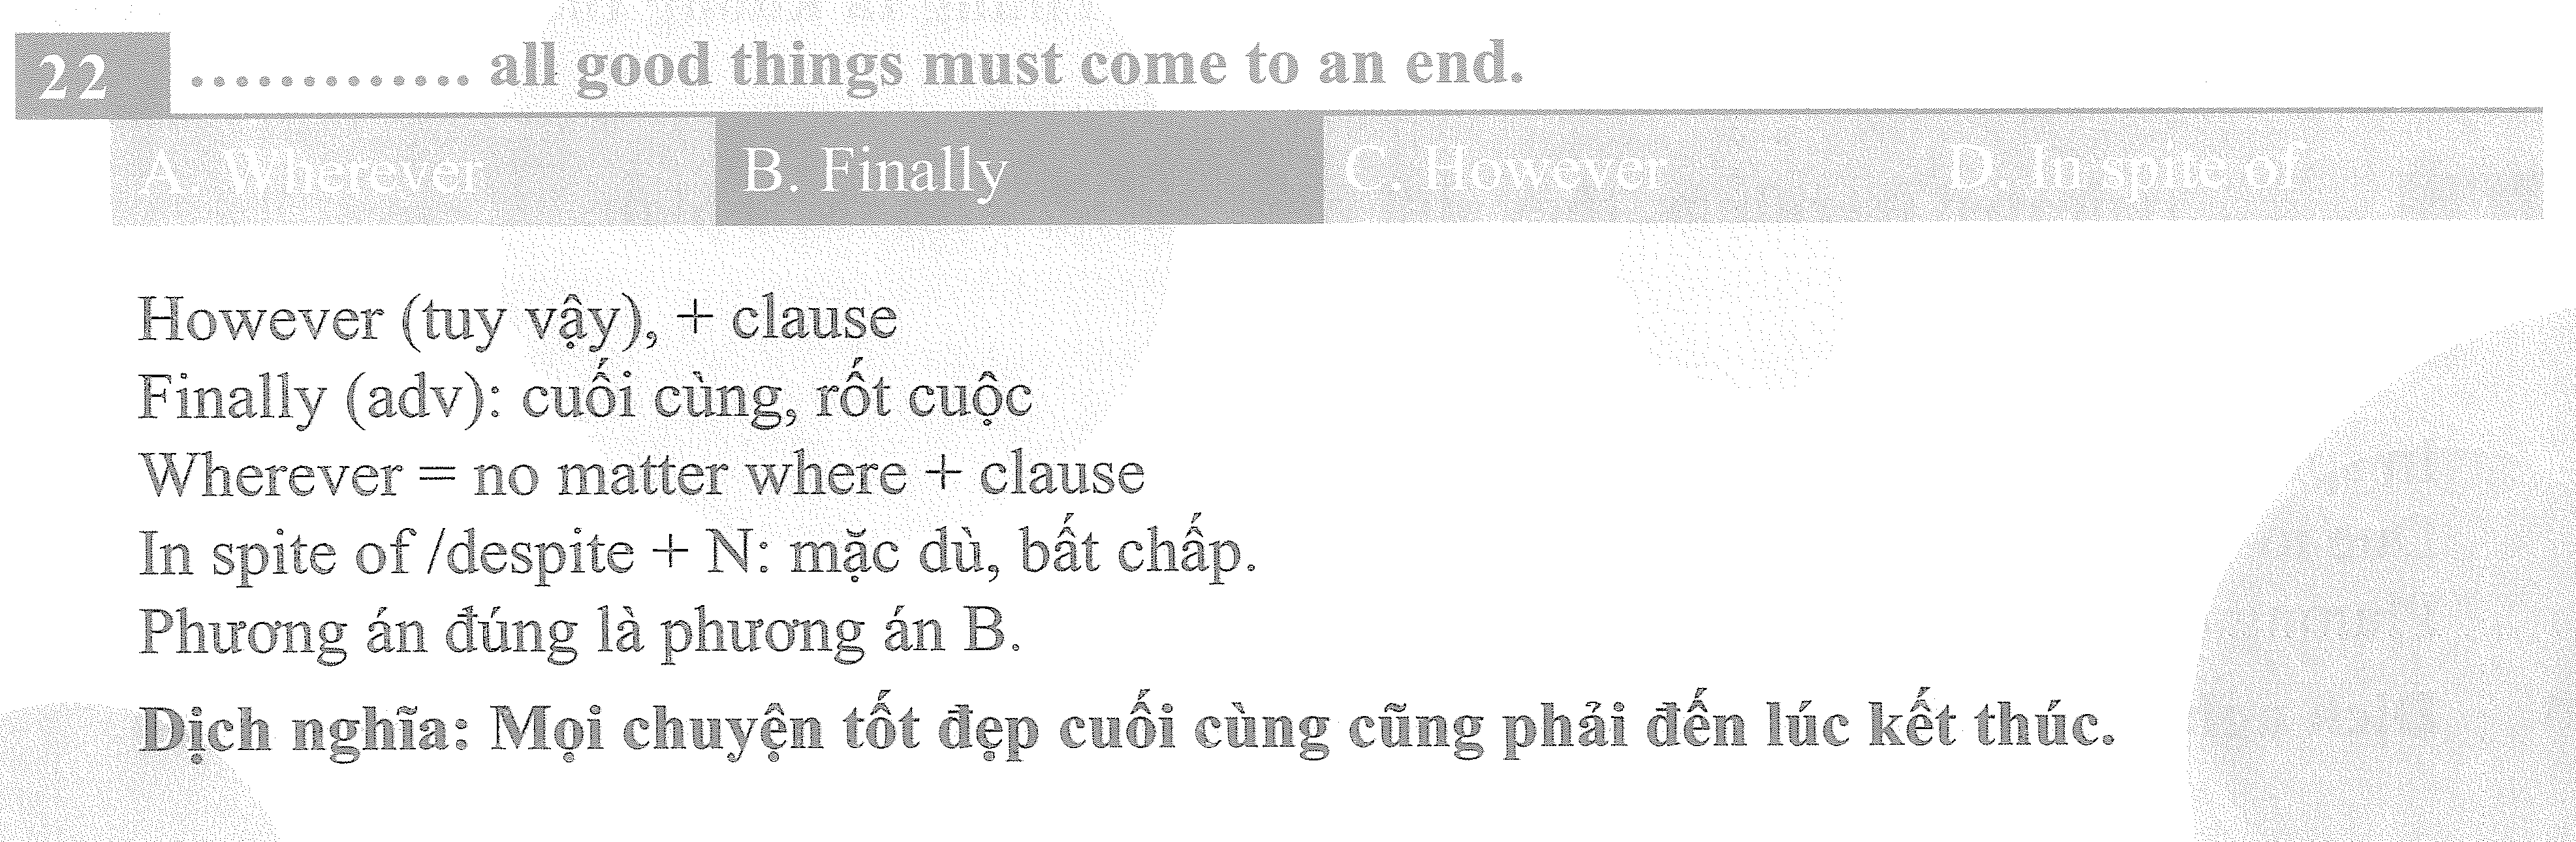 22 ............. all good things must come to an end.
A. Wherever B. Finally C. However D. In spite of
However (tuy vậy), + clause
Finally (adv): cuối cùng, rốt cuộc
Wherever = no matter where + clause
In spite of /despite + N: mặc dù, bất chấp.
Phương án đúng là phương án B.
Dịch nghĩa: Mọi chuyện tốt đẹp cuối cùng cũng phải đến lúc kết thúc.